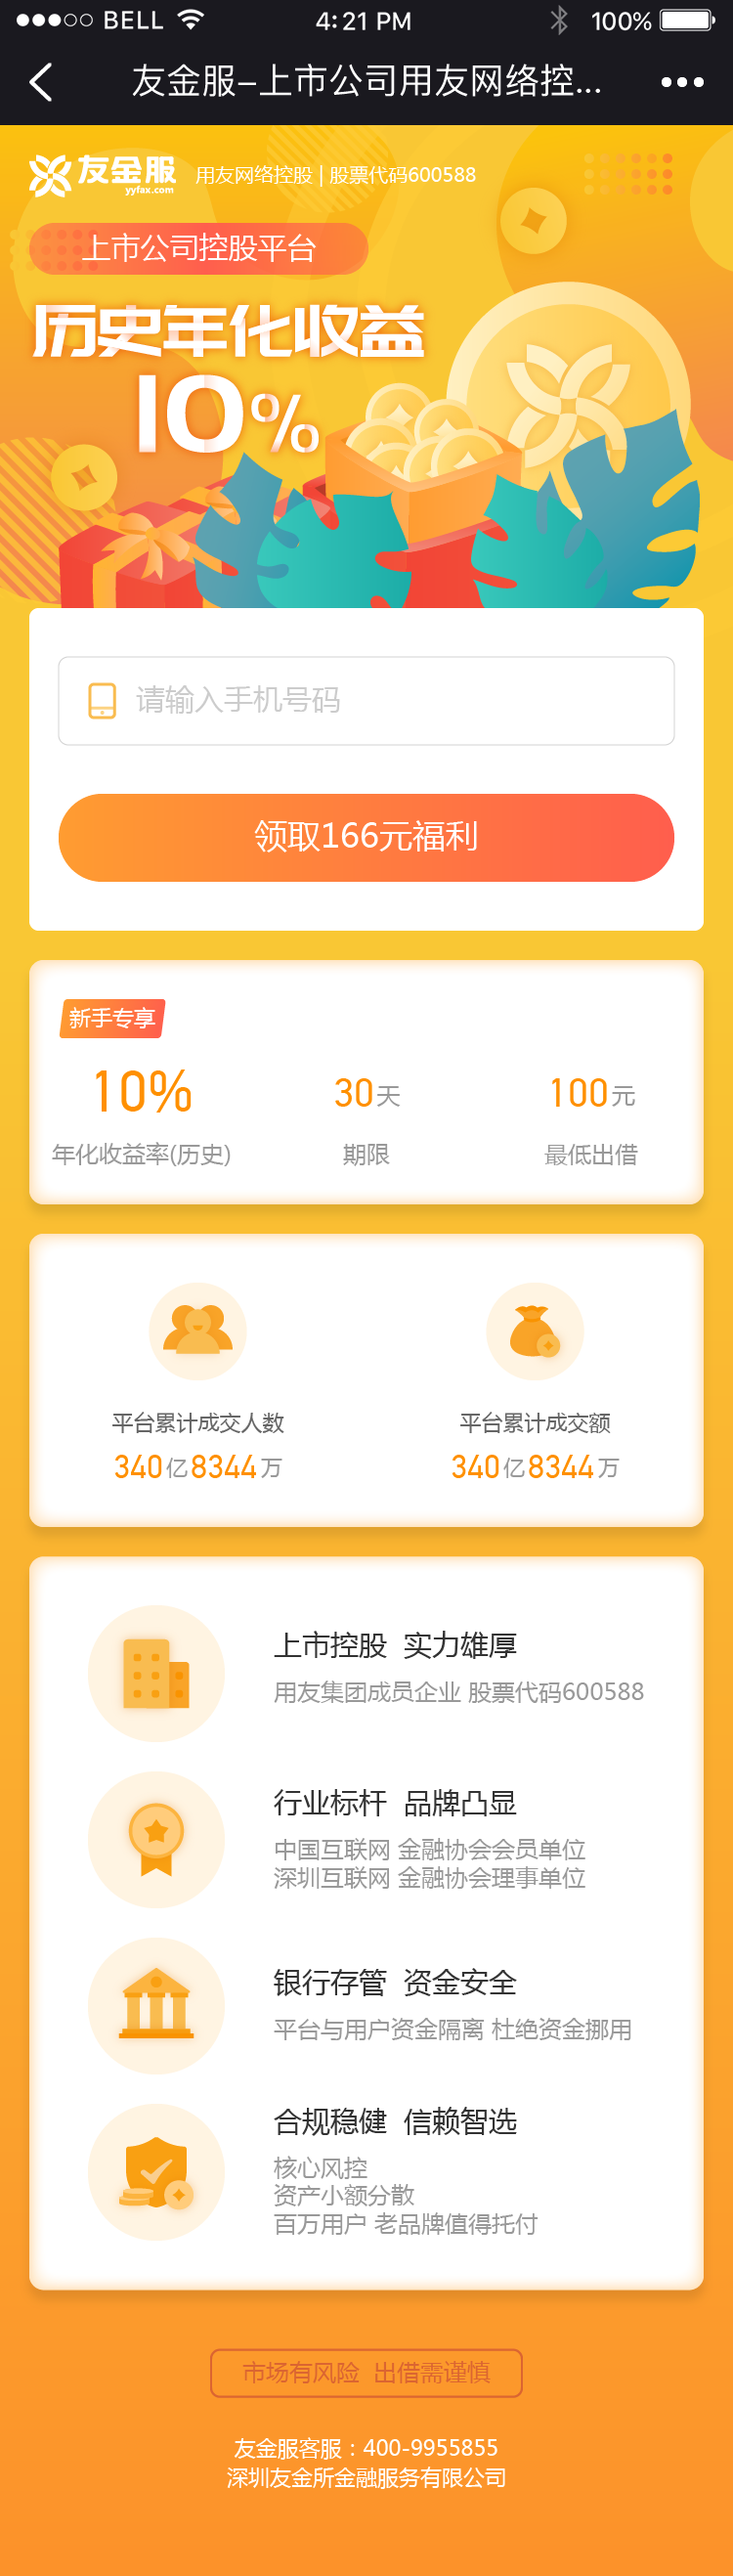 BELL
4:21 PM
100%
友金服–上市公司用友网络控...
友金服
yyfax.com
用友网络控股 | 股票代码600588
上市公司控股平台
历史年化收益
10%
请输入手机号码
领取166元福利
新手专享
10%
30天
100元
年化收益率(历史)
期限
最低出借
平台累计成交人数
平台累计成交额
340亿8344万
340亿8344万
上市控股 实力雄厚
用友集团成员企业 股票代码600588
行业标杆 品牌凸显
中国互联网 金融协会会员单位
深圳互联网 金融协会理事单位
银行存管 资金安全
平台与用户资金隔离 杜绝资金挪用
合规稳健 信赖智选
核心风控
资产小额分散
百万用户 老品牌值得托付
市场有风险 出借需谨慎
友金服客服：400-9955855
深圳友金所金融服务有限公司